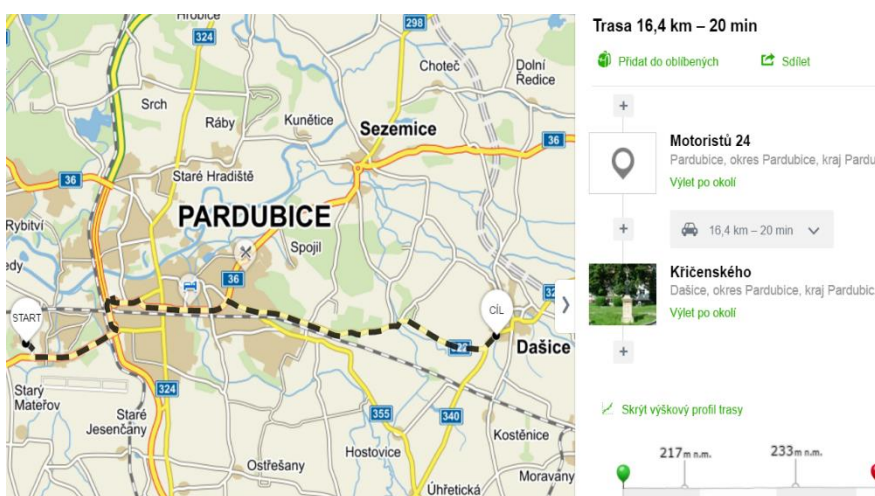 Hrobice
324
298
Choteč
Dolní
Ředice
Srch
Ráby
Kunětice
Sezemice
36
36
Staré Hradiště
PARDUBICE
Rybitví
Spojil
36
START
CÍL
Dašice
Starý
Mateřov
324
Staré
Jesenčany
355
340
Kostěnice
Hostovice
Ostřešany
Moravany
Úhřetická
Trasa 16,4 km – 20 min
Přidat do oblíbených
Sdílet
+
Motoristů 24
Pardubice, okres Pardubice, kraj Pardu
Výlet po okolí
+
16,4 km – 20 min
Křičenského
Dašice, okres Pardubice, kraj Pardubic
Výlet po okolí
+
Skrýt výškový profil trasy
217 m n.m.
233 m n.m.